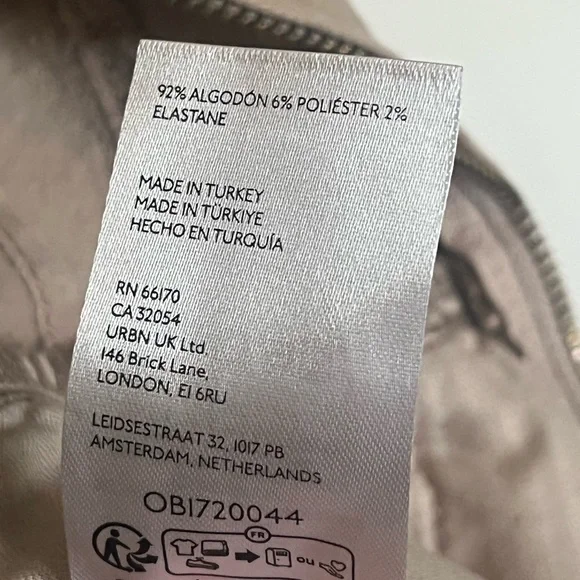 92% ALGODÓN 6% POLIÉSTER 2%
ELASTANE
MADE IN TURKEY
MADE IN TÜRKIYE
HECHO EN TURQUÍA
RN 66170
CA 32054
URBN UK Ltd.
146 Brick Lane,
LONDON, E1 6RU
LEIDSESTRAAT 32, 1017 PB
AMSTERDAM, NETHERLANDS
OB1720044
FR
ou